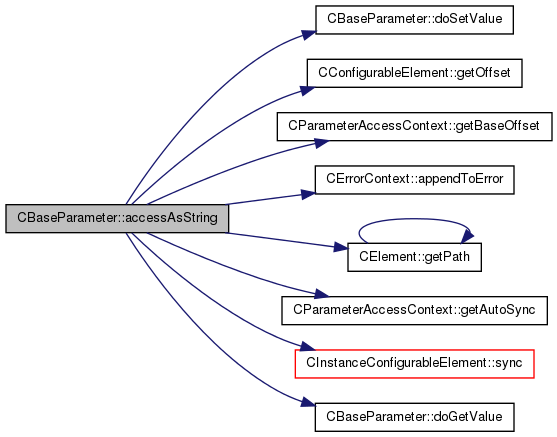 CBaseParameter::doSetValue
CConfigurableElement::getOffset
CParameterAccessContext::getBaseOffset
CErrorContext::appendToError
CBaseParameter::accessAsString
CElement::getPath
CParameterAccessContext::getAutoSync
CInstanceConfigurableElement::sync
CBaseParameter::doGetValue